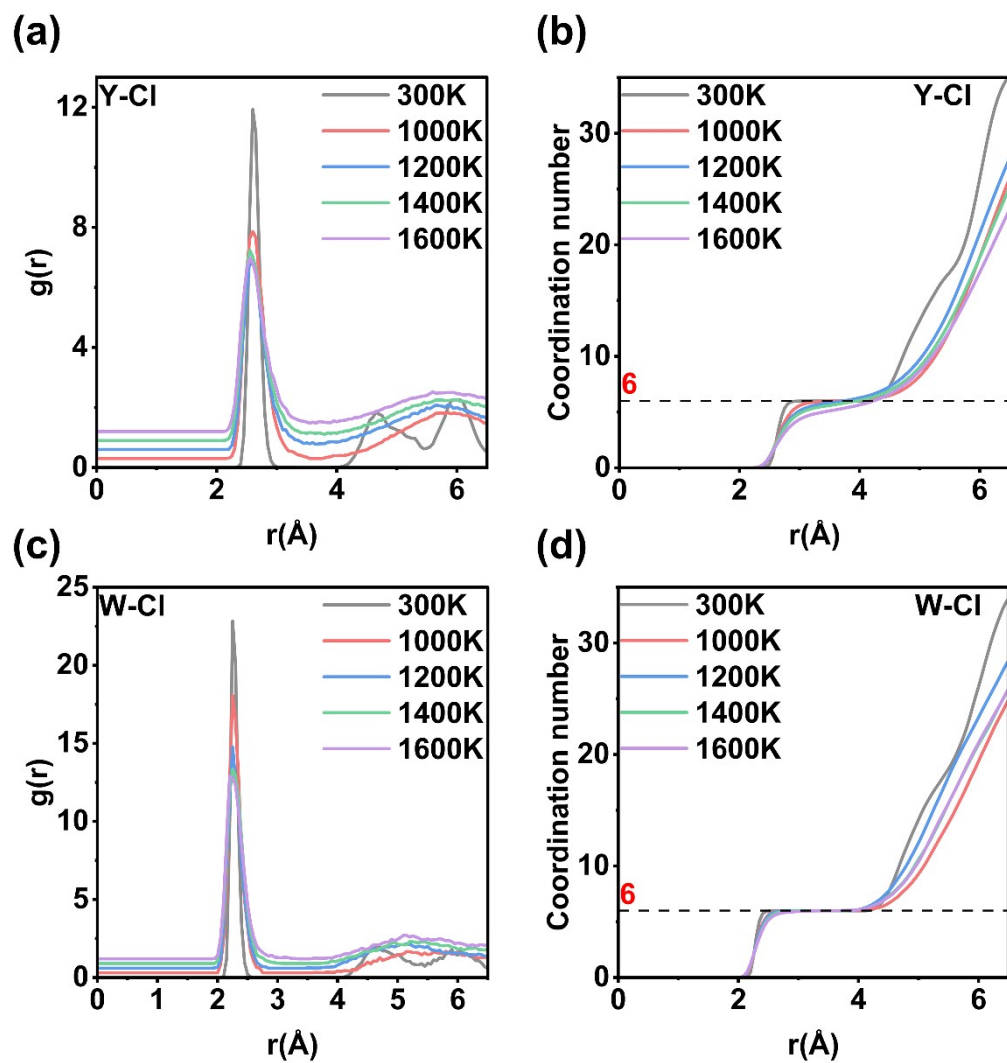 (a)
Y-Cl
300K
1000K
1200K
1400K
1600K
12
8
4
0
g(r)
0 2 4 6
r(Å)
(b)
Y-Cl
300K
1000K
1200K
1400K
1600K
30
20
10
0
6
Coordination number
0 2 4 6
r(Å)
(c)
W-Cl
300K
1000K
1200K
1400K
1600K
25
20
15
10
5
0
g(r)
0 1 2 3 4 5 6
r(Å)
(d)
W-Cl
300K
1000K
1200K
1400K
1600K
30
20
10
0
6
Coordination number
0 2 4 6
r(Å)